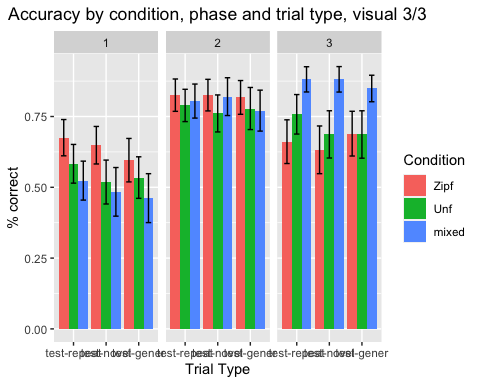 Accuracy by condition, phase and trial type, visual 3/3
1 2 3
% correct
0.75
0.50
0.25
0.00
Condition
Zipf
Unf
mixed
Trial Type